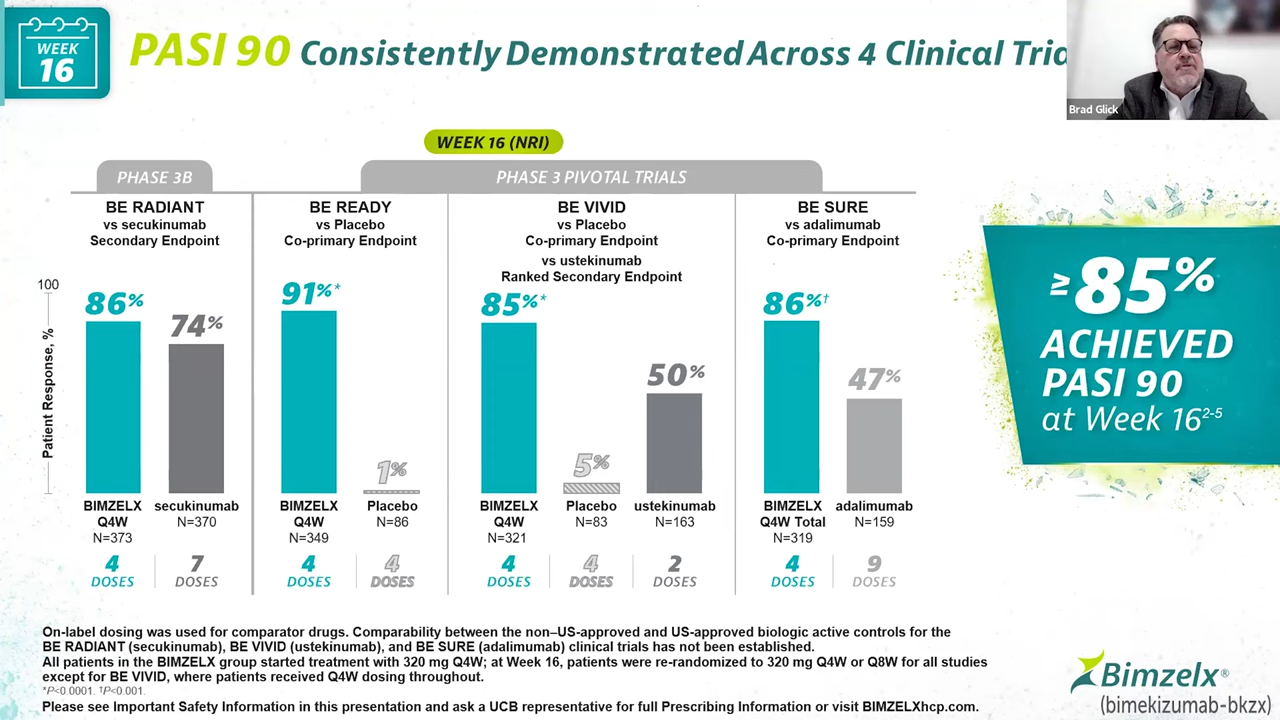 WEEK
16
PASI 90 Consistently Demonstrated Across 4 Clinical
Brad Glick
WEEK 16 (NRI)
PHASE 3B
PHASE 3 PIVOTAL TRIALS
BE RADIANT
vs secukinumab
Secondary Endpoint
BE READY
vs Placebo
Co-primary Endpoint
BE VIVID
vs Placebo
Co-primary Endpoint
vs ustekinumab
Ranked Secondary Endpoint
BE SURE
vs adalimumab
Co-primary Endpoint
100
Patient Response, %
86%
74%
91%*
1%
85%*
5%
50%
86%†
47%
BIMZELX
Q4W
N=373
secukinumab
N=370
BIMZELX
Q4W
N=349
Placebo
N=86
BIMZELX
Q4W
N=321
Placebo
N=83
ustekinumab
N=163
BIMZELX
Q4W Total
N=319
adalimumab
N=159
4
DOSES
7
DOSES
4
DOSES
4
DOSES
4
DOSES
4
DOSES
2
DOSES
4
DOSES
9
DOSES
≥85%
ACHIEVED
PASI 90
at Week 16²⁻⁵
On-label dosing was used for comparator drugs. Comparability between the non–US-approved and US-approved biologic active controls for the
BE RADIANT (secukinumab), BE VIVID (ustekinumab), and BE SURE (adalimumab) clinical trials has not been established.
All patients in the BIMZELX group started treatment with 320 mg Q4W; at Week 16, patients were re-randomized to 320 mg Q4W or Q8W for all studies
except for BE VIVID, where patients received Q4W dosing throughout.
*P<0.0001. †P<0.001.
Please see Important Safety Information in this presentation and ask a UCB representative for full Prescribing Information or visit BIMZELXhcp.com.
Bimzelx®
(bimekizumab-bkzx)